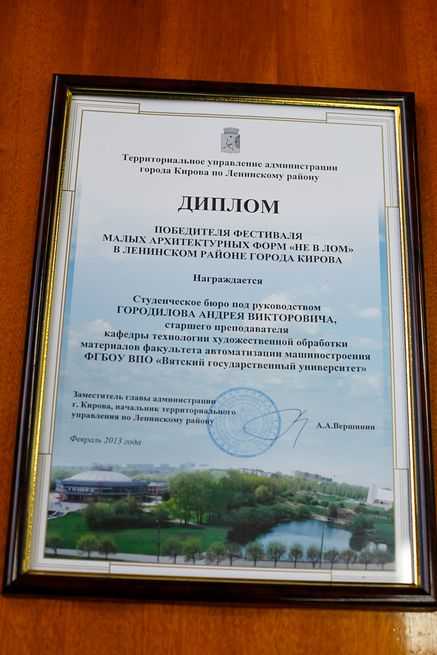 Территориальное управление администрации
города Кирова по Ленинскому району
ДИПЛОМ
ПОБЕДИТЕЛЯ ФЕСТИВАЛЯ
МАЛЫХ АРХИТЕКТУРНЫХ ФОРМ «НЕ В ЛОМ»
В ЛЕНИНСКОМ РАЙОНЕ ГОРОДА КИРОВА
Награждается
Студенческое бюро под руководством
ГОРОДИЛОВА АНДРЕЯ ВИКТОРОВИЧА,
старшего преподавателя
кафедры технологии художественной обработки
материалов факультета автоматизации машиностроения
ФГБОУ ВПО «Вятский государственный университет»
Заместитель главы администрации
г. Кирова, начальник территориального
управления по Ленинскому району
А.А.Вершинин
Февраль 2013 года